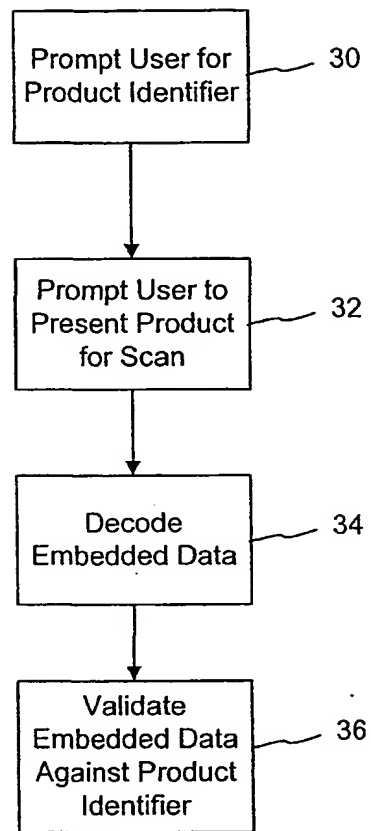 Prompt User for
Product Identifier
30
Prompt User to
Present Product
for Scan
32
Decode
Embedded Data
34
Validate
Embedded Data
Against Product
Identifier
36